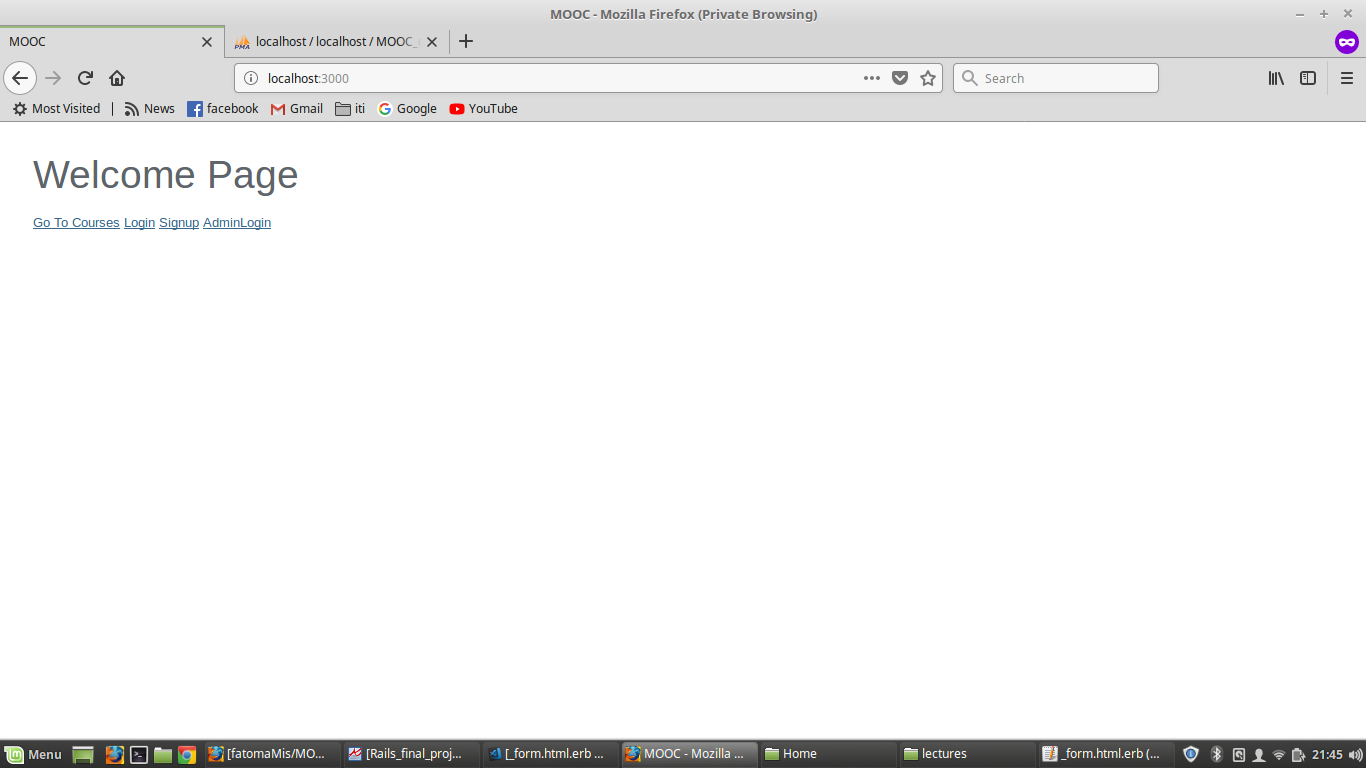 MOOC - Mozilla Firefox (Private Browsing)
MOOC
PMA localhost / localhost / MOOC_
localhost:3000
Search
Most Visited News facebook Gmail iti Google YouTube
Welcome Page
Go To Courses Login Signup AdminLogin
Menu [fatomaMis/MO... [Rails_final_proj... [_form.html.erb ... MOOC - Mozilla ... Home lectures _form.html.erb (... 21:45